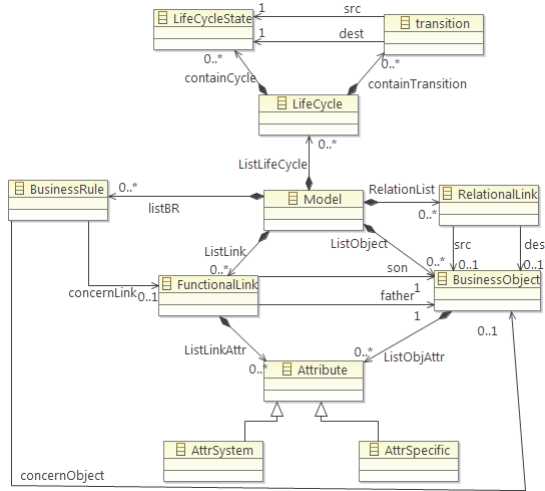 LifeCycleState
1
src
transition
1
dest
0..*
0..*
containCycle
containTransition
LifeCycle
0..*
ListLifeCycle
BusinessRule
0..*
Model
RelationList
RelationalLink
listBR
0..*
ListLink
ListObject
src
des
0..*
son
0..*
0..1
0..1
concernLink
0..1
FunctionalLink
1
BusinessObject
father
1
0..1
ListLinkAttr
0..*
0..*
ListObjAttr
Attribute
AttrSystem
AttrSpecific
concernObject